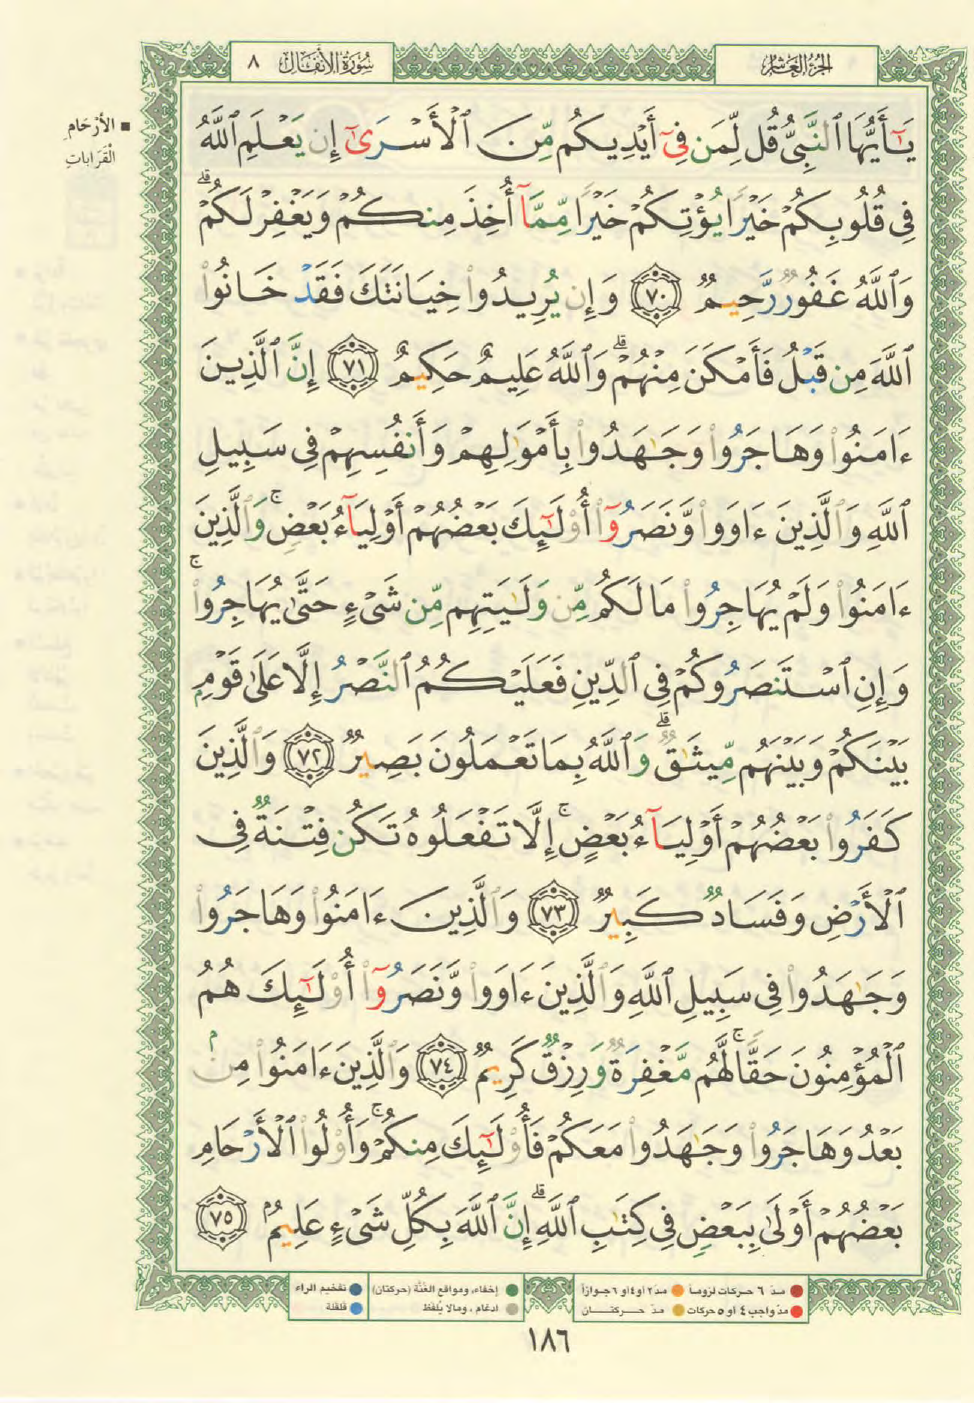 الجزء العاشر
سورة الأنفال ٨
■ الأرحام
القرابات
يَٰٓأَيُّهَا ٱلنَّبِيُّ قُل لِّمَن فِيٓ أَيْدِيكُم مِّنَ ٱلْأَسْرَىٰٓ إِن يَعْلَمِ ٱللَّهُ
فِي قُلُوبِكُمْ خَيْرًا يُؤْتِكُمْ خَيْرًا مِّمَّآ أُخِذَ مِنكُمْ وَيَغْفِرْ لَكُمْ ۗ
وَٱللَّهُ غَفُورٌ رَّحِيمٌ ٧٠ وَإِن يُرِيدُوا۟ خِيَانَتَكَ فَقَدْ خَانُوا۟
ٱللَّهَ مِن قَبْلُ فَأَمْكَنَ مِنْهُمْ ۗ وَٱللَّهُ عَلِيمٌ حَكِيمٌ ٧١ إِنَّ ٱلَّذِينَ
ءَامَنُوا۟ وَهَاجَرُوا۟ وَجَٰهَدُوا۟ بِأَمْوَٰلِهِمْ وَأَنفُسِهِمْ فِي سَبِيلِ
ٱللَّهِ وَٱلَّذِينَ ءَاوَوا۟ وَّنَصَرُوٓا۟ أُو۟لَٰٓئِكَ بَعْضُهُمْ أَوْلِيَآءُ بَعْضٍ ۚ وَٱلَّذِينَ
ءَامَنُوا۟ وَلَمْ يُهَاجِرُوا۟ مَا لَكُم مِّن وَلَٰيَتِهِم مِّن شَيْءٍ حَتَّىٰ يُهَاجِرُوا۟ ۚ
وَإِنِ ٱسْتَنصَرُوكُمْ فِي ٱلدِّينِ فَعَلَيْكُمُ ٱلنَّصْرُ إِلَّا عَلَىٰ قَوْمٍ
بَيْنَكُمْ وَبَيْنَهُم مِّيثَٰقٌ ۗ وَٱللَّهُ بِمَا تَعْمَلُونَ بَصِيرٌ ٧٢ وَٱلَّذِينَ
كَفَرُوا۟ بَعْضُهُمْ أَوْلِيَآءُ بَعْضٍ ۚ إِلَّا تَفْعَلُوهُ تَكُن فِتْنَةٌ فِي
ٱلْأَرْضِ وَفَسَادٌ كَبِيرٌ ٧٣ وَٱلَّذِينَ ءَامَنُوا۟ وَهَاجَرُوا۟
وَجَٰهَدُوا۟ فِي سَبِيلِ ٱللَّهِ وَٱلَّذِينَ ءَاوَوا۟ وَّنَصَرُوٓا۟ أُو۟لَٰٓئِكَ هُمُ
ٱلْمُؤْمِنُونَ حَقًّا ۚ لَّهُم مَّغْفِرَةٌ وَرِزْقٌ كَرِيمٌ ٧٤ وَٱلَّذِينَ ءَامَنُوا۟ مِنۢ
بَعْدُ وَهَاجَرُوا۟ وَجَٰهَدُوا۟ مَعَكُمْ فَأُو۟لَٰٓئِكَ مِنكُمْ ۚ وَأُو۟لُوا۟ ٱلْأَرْحَامِ
بَعْضُهُمْ أَوْلَىٰ بِبَعْضٍ فِي كِتَٰبِ ٱللَّهِ ۗ إِنَّ ٱللَّهَ بِكُلِّ شَيْءٍ عَلِيمٌۢ ٧٥
مدّ ٦ حركات لزوماً مدّ ٢ أو ٤ أو ٦ جوازاً
مدّ واجب ٤ أو ٥ حركات مدّ حركتان
إخفاء، ومواقع الغُنَّة (حركتان)
ادغام، وما لا يُلفَظ
تفخيم الراء
قلقلة
١٨٦